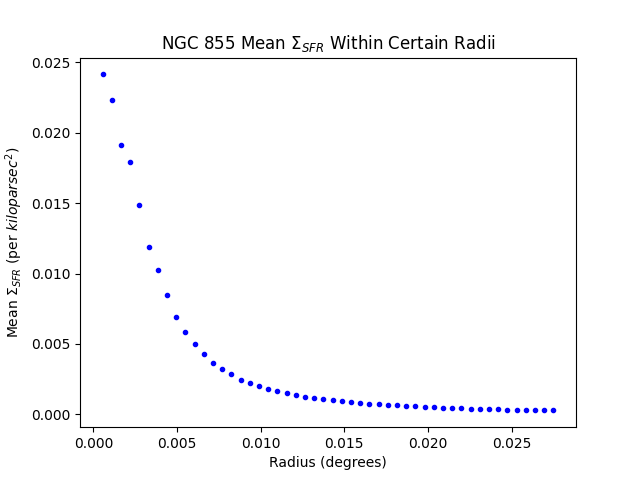 NGC 855 Mean Σ_SFR Within Certain Radii
Mean Σ_SFR (per kiloparsec²)
0.025
0.020
0.015
0.010
0.005
0.000
0.000 0.005 0.010 0.015 0.020 0.025
Radius (degrees)